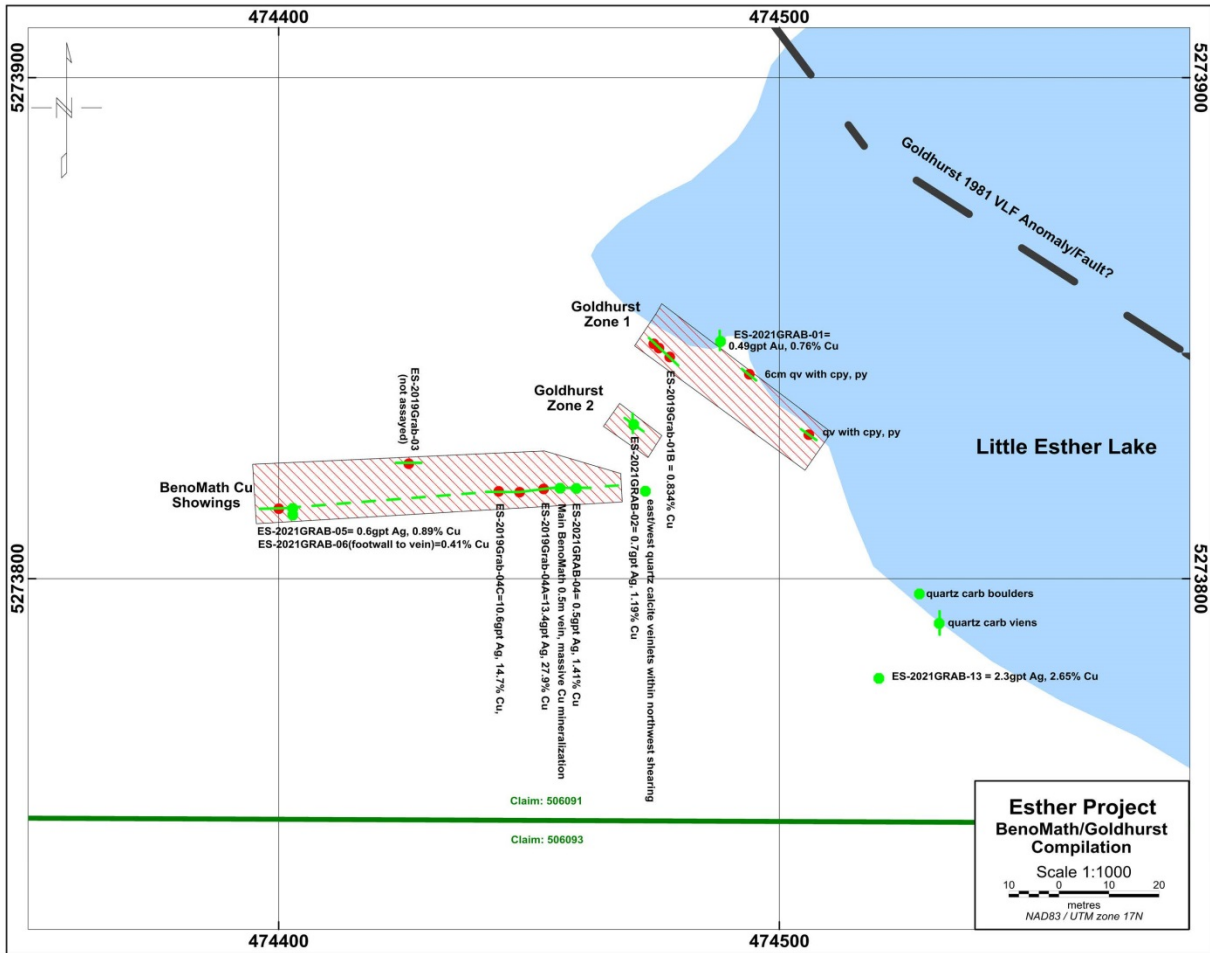 474400
474500
5273900
5273900
N
Goldhurst 1981 VLF Anomaly/Fault?
Goldhurst
Zone 1
ES-2021GRAB-01=
0.49gpt Au, 0.76% Cu
6cm qv with cpy, py
ES-2019Grab-03
(not assayed)
Goldhurst
Zone 2
ES-2019Grab-01B = 0.834% Cu
qv with cpy, py
Little Esther Lake
BenoMath Cu
Showings
ES-2021GRAB-05= 0.6gpt Ag, 0.89% Cu
ES-2021GRAB-06(footwall to vein)=0.41% Cu
ES-2019Grab-04C=10.6gpt Ag, 14.7% Cu,
ES-2019Grab-04A=13.4gpt Ag, 27.9% Cu
Main BenoMath 0.5m vein, massive Cu mineralization
ES-2021GRAB-04= 0.5gpt Ag, 1.41% Cu
ES-2021GRAB-02= 0.7gpt Ag, 1.19% Cu
east/west quartz calcite veinlets within northwest shearing
5273800
5273800
quartz carb boulders
quartz carb viens
ES-2021GRAB-13 = 2.3gpt Ag, 2.65% Cu
Claim: 506091
Claim: 506093
Esther Project
BenoMath/Goldhurst
Compilation
Scale 1:1000
10 0 10 20
metres
NAD83 / UTM zone 17N
474400
474500